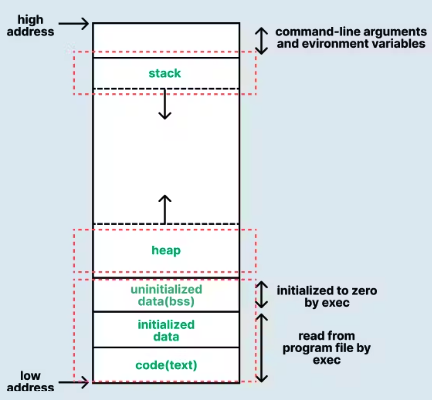 high
address
command-line arguments
and evironment variables
stack
heap
uninitialized
data(bss)
initialized to zero
by exec
initialized
data
read from
program file by
exec
code(text)
low
address